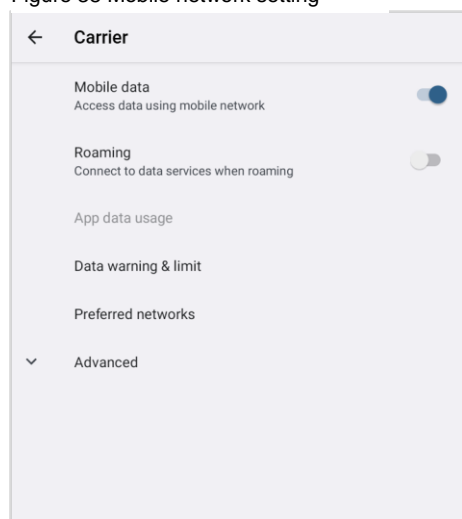 Figure Mobile network setting
Carrier
Mobile data
Access data using mobile network
Roaming
Connect to data services when roaming
App data usage
Data warning & limit
Preferred networks
Advanced